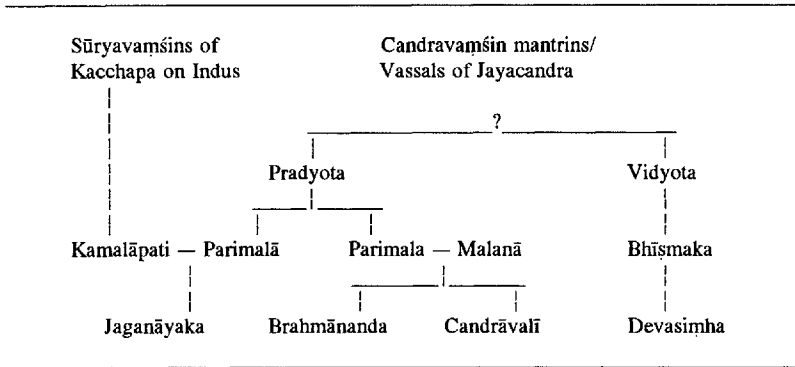 Sūryavaṃśins of Candravaṃśin mantrins/
Kacchapa on Indus Vassals of Jayacandra
?
Pradyota Vidyota
Kamalāpati — Parimalā Parimala — Malanā Bhīṣmaka
Jaganāyaka Brahmānanda Candrāvalī Devasiṃha